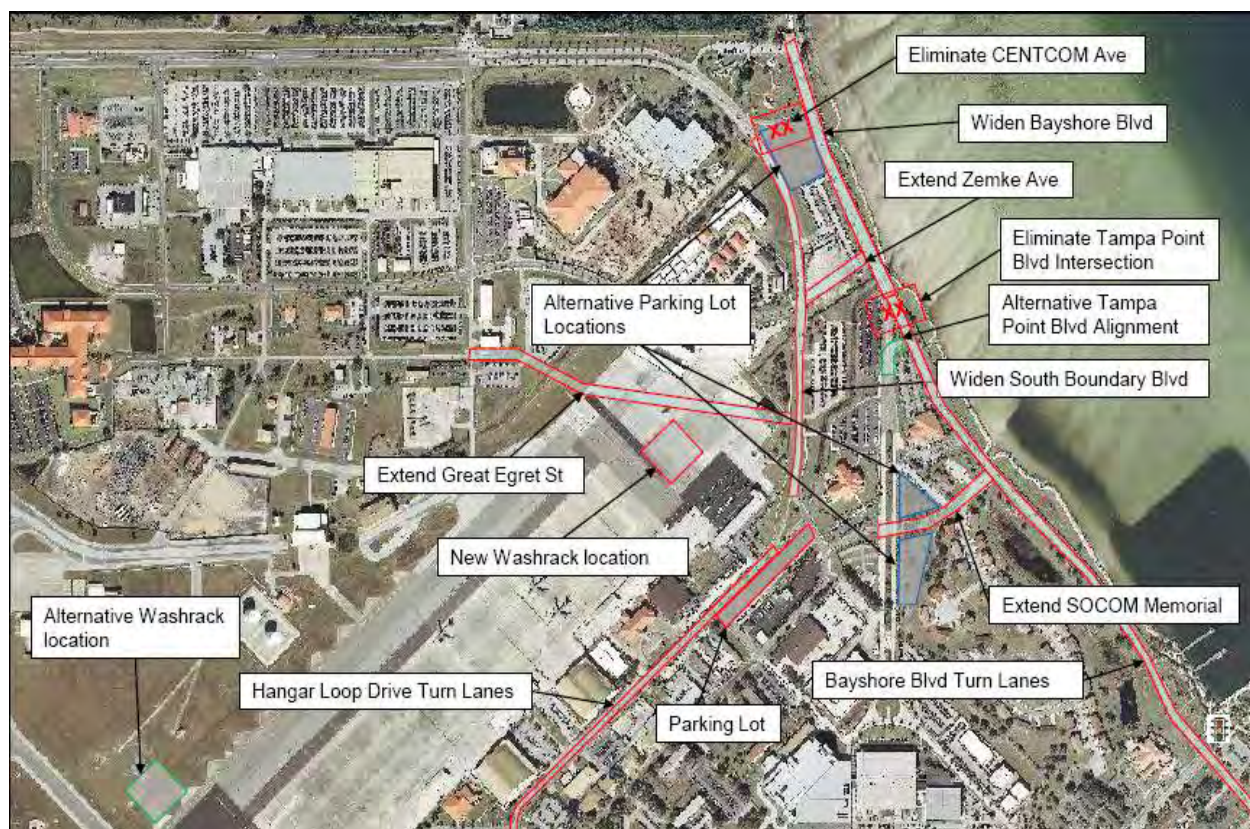 Eliminate CENTCOM Ave
XX
Widen Bayshore Blvd
Extend Zemke Ave
Eliminate Tampa Point
Blvd Intersection
Alternative Parking Lot
Locations
XX
Alternative Tampa
Point Blvd Alignment
Widen South Boundary Blvd
Extend Great Egret St
New Washrack location
Alternative Washrack
location
Extend SOCOM Memorial
Hangar Loop Drive Turn Lanes
Parking Lot
Bayshore Blvd Turn Lanes